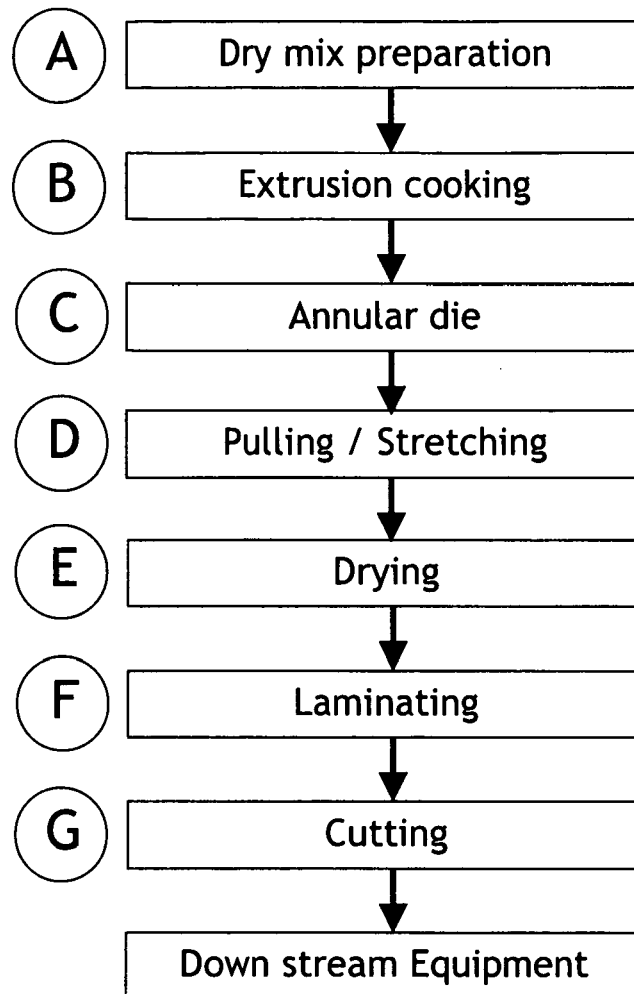 A Dry mix preparation
B Extrusion cooking
C Annular die
D Pulling / Stretching
E Drying
F Laminating
G Cutting
Down stream Equipment